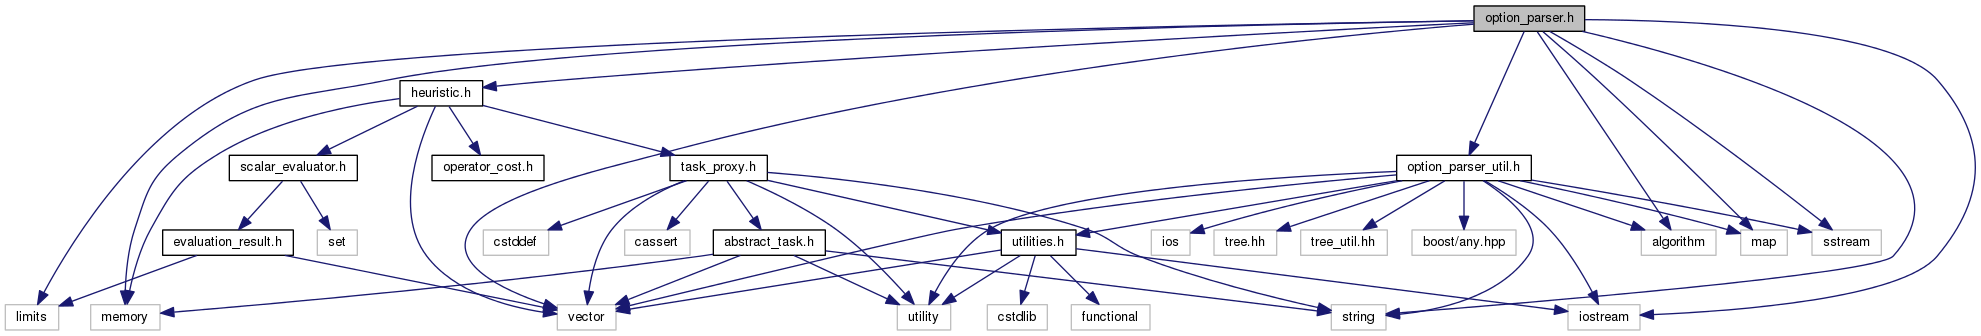 option_parser.h
heuristic.h
scalar_evaluator.h
operator_cost.h
task_proxy.h
option_parser_util.h
evaluation_result.h
set
cstddef
cassert
abstract_task.h
utilities.h
ios
tree.hh
tree_util.hh
boost/any.hpp
algorithm
map
sstream
limits
memory
vector
utility
cstdlib
functional
string
iostream